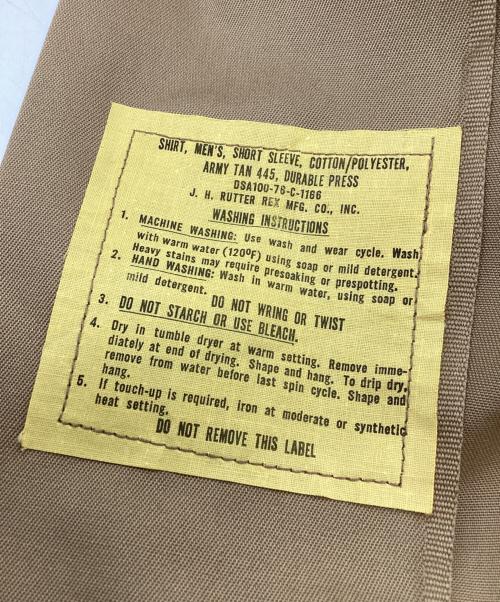 SHIRT, MEN'S, SHORT SLEEVE, COTTON/POLYESTER,
ARMY TAN 445, DURABLE PRESS
DSA100-76-C-1166
J. H. RUTTER REX MFG. CO., INC.
WASHING INSTRUCTIONS
1. MACHINE WASHING: Use wash and wear cycle. Wash
with warm water (120ºF) using soap or mild detergent.
Heavy stains may require presoaking or prespotting.
2. HAND WASHING: Wash in warm water, using soap or
mild detergent. DO NOT WRING OR TWIST
3. DO NOT STARCH OR USE BLEACH.
4. Dry in tumble dryer at warm setting. Remove imme-
diately at end of drying. Shape and hang. To drip dry,
remove from water before last spin cycle. Shape and
hang.
5. If touch-up is required, iron at moderate or synthetic
heat setting.
DO NOT REMOVE THIS LABEL